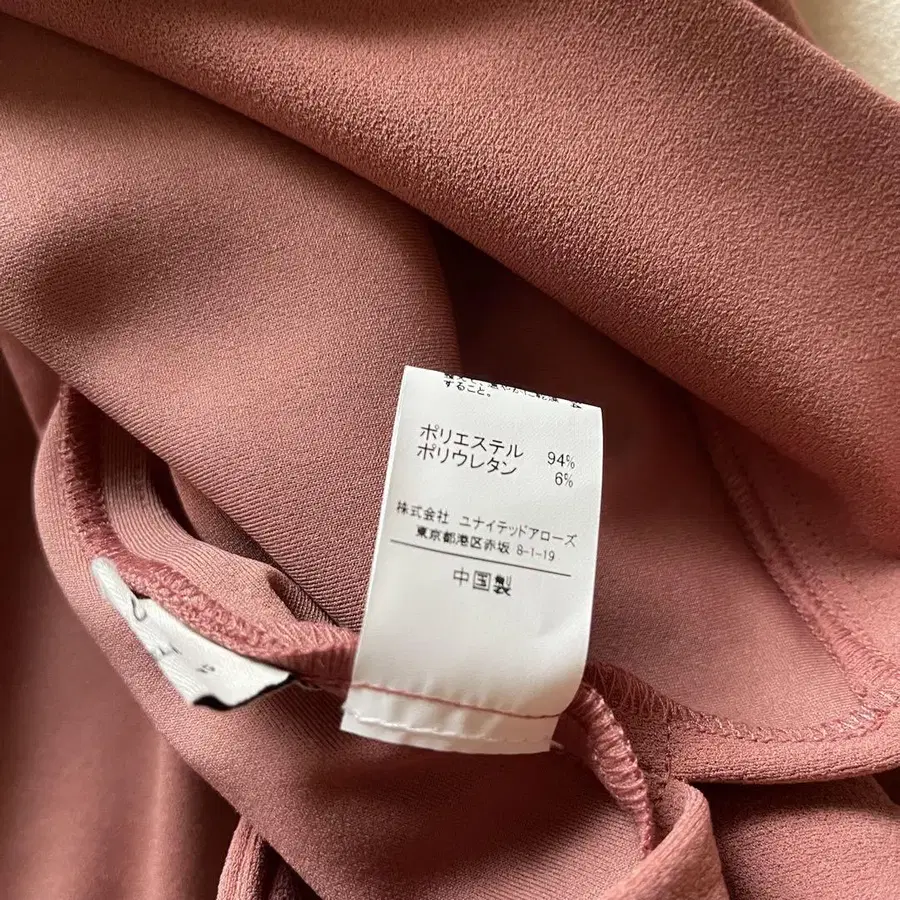 すること。
ポリエステル 94%
ポリウレタン 6%
株式会社 ユナイテッドアローズ
東京都港区赤坂 8-1-19
中国製